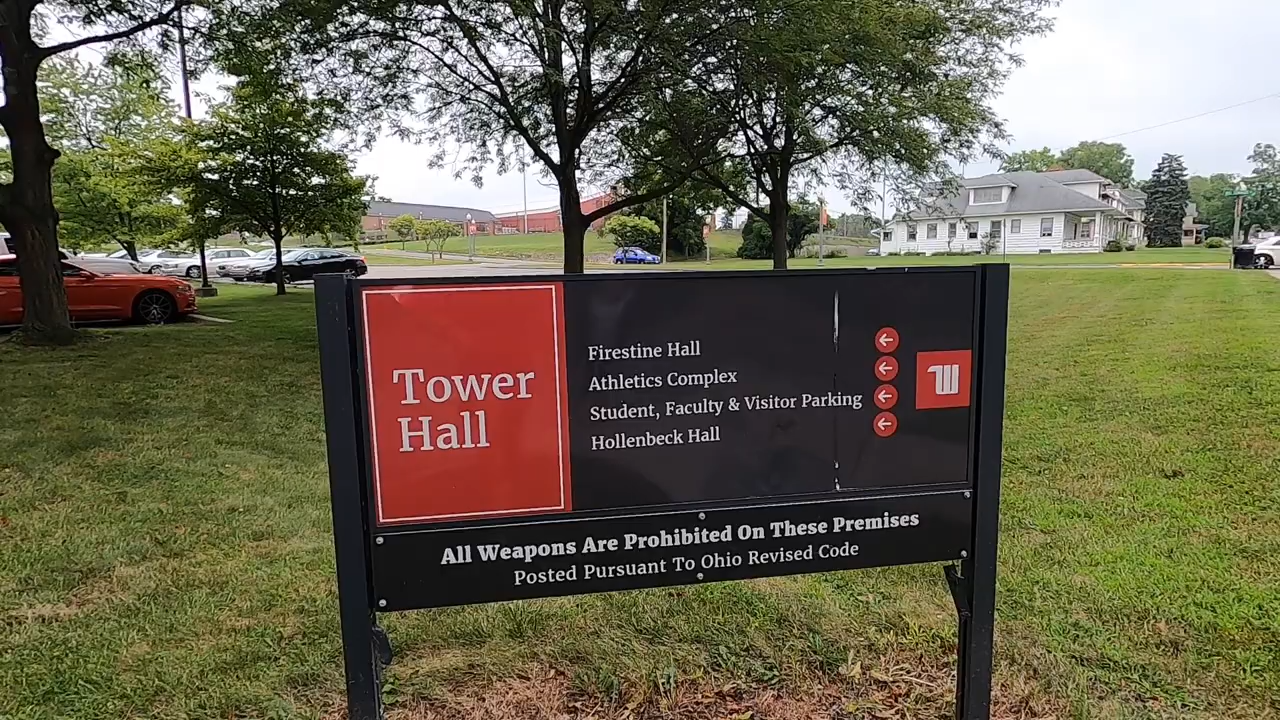 Tower
Hall
Firestine Hall
Athletics Complex
Student, Faculty & Visitor Parking
Hollenbeck Hall
W
All Weapons Are Prohibited On These Premises
Posted Pursuant To Ohio Revised Code